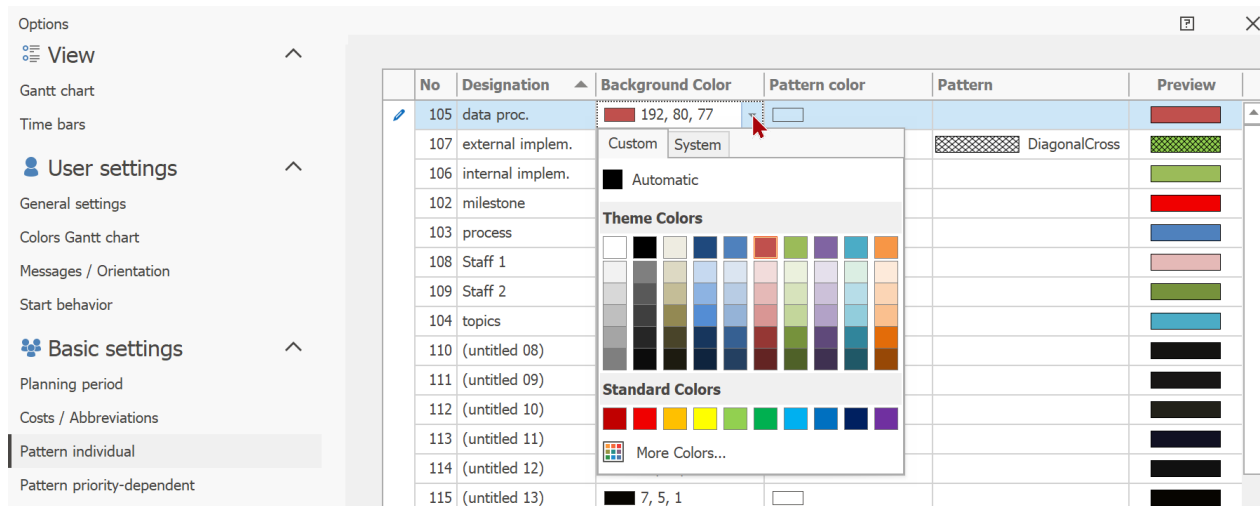 Options
View
Gantt chart
Time bars
User settings
General settings
Colors Gantt chart
Messages / Orientation
Start behavior
Basic settings
Planning period
Costs / Abbreviations
Pattern individual
Pattern priority-dependent
No Designation Background Color Pattern color Pattern Preview
105 data proc. 192, 80, 77
107 external implem. DiagonalCross
106 internal implem.
102 milestone
103 process
108 Staff 1
109 Staff 2
104 topics
110 (untitled 08)
111 (untitled 09)
112 (untitled 10)
113 (untitled 11)
114 (untitled 12)
115 (untitled 13) 7, 5, 1
Custom System
Automatic
Theme Colors
Standard Colors
More Colors...